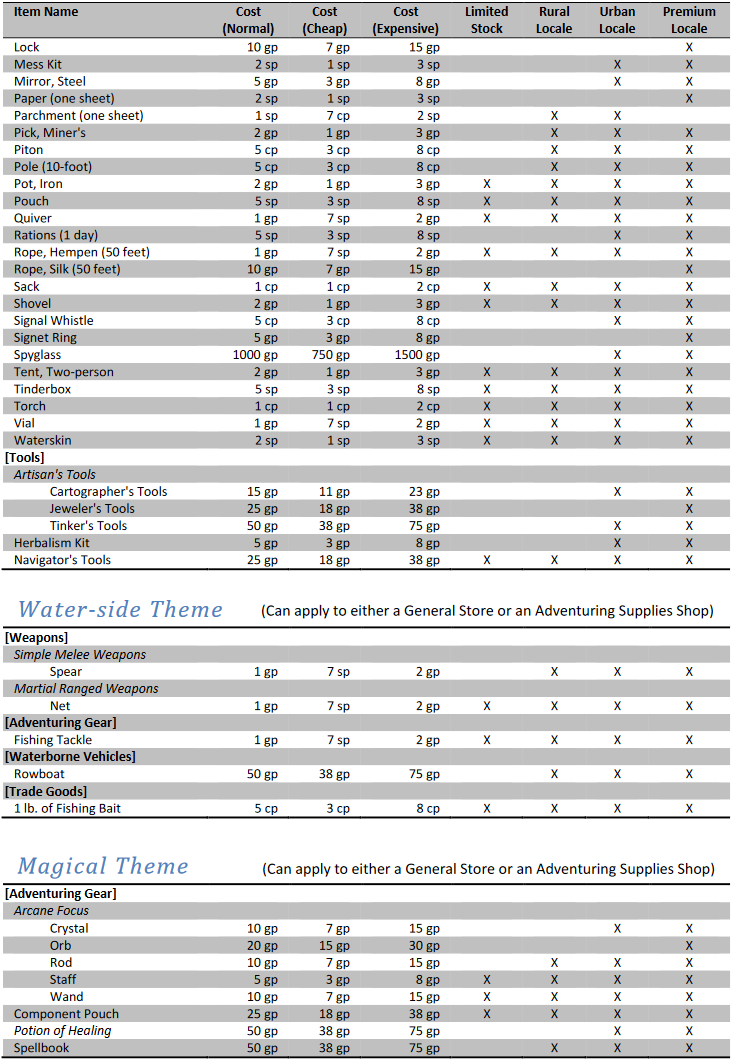 Item Name Cost (Normal) Cost (Cheap) Cost (Expensive) Limited Stock Rural Locale Urban Locale Premium Locale
Lock 10 gp 7 gp 15 gp X
Mess Kit 2 sp 1 sp 3 sp X X
Mirror, Steel 5 gp 3 gp 8 gp X X
Paper (one sheet) 2 sp 1 sp 3 sp X
Parchment (one sheet) 1 sp 7 cp 2 sp X X
Pick, Miner's 2 gp 1 gp 3 gp X X X
Piton 5 cp 3 cp 8 cp X X X
Pole (10-foot) 5 cp 3 cp 8 cp X X X
Pot, Iron 2 gp 1 gp 3 gp X X X X
Pouch 5 sp 3 sp 8 sp X X X X
Quiver 1 gp 7 sp 2 gp X X X X
Rations (1 day) 5 sp 3 sp 8 sp X X
Rope, Hempen (50 feet) 1 gp 7 sp 2 gp X X X X
Rope, Silk (50 feet) 10 gp 7 gp 15 gp X
Sack 1 cp 1 cp 2 cp X X X X
Shovel 2 gp 1 gp 3 gp X X X X
Signal Whistle 5 cp 3 cp 8 cp X X
Signet Ring 5 gp 3 gp 8 gp X
Spyglass 1000 gp 750 gp 1500 gp X X
Tent, Two-person 2 gp 1 gp 3 gp X X X X
Tinderbox 5 sp 3 sp 8 sp X X X X
Torch 1 cp 1 cp 2 cp X X X X
Vial 1 gp 7 sp 2 gp X X X X
Waterskin 2 sp 1 sp 3 sp X X X X
[Tools]
Artisan's Tools
Cartographer's Tools 15 gp 11 gp 23 gp X X
Jeweler's Tools 25 gp 18 gp 38 gp X
Tinker's Tools 50 gp 38 gp 75 gp X X
Herbalism Kit 5 gp 3 gp 8 gp X X
Navigator's Tools 25 gp 18 gp 38 gp X X X X
Water-side Theme (Can apply to either a General Store or an Adventuring Supplies Shop)
[Weapons]
Simple Melee Weapons
Spear 1 gp 7 sp 2 gp X X X
Martial Ranged Weapons
Net 1 gp 7 sp 2 gp X X X X
[Adventuring Gear]
Fishing Tackle 1 gp 7 sp 2 gp X X X X
[Waterborne Vehicles]
Rowboat 50 gp 38 gp 75 gp X X X
[Trade Goods]
1 lb. of Fishing Bait 5 cp 3 cp 8 cp X X X X
Magical Theme (Can apply to either a General Store or an Adventuring Supplies Shop)
[Adventuring Gear]
Arcane Focus
Crystal 10 gp 7 gp 15 gp X X
Orb 20 gp 15 gp 30 gp X
Rod 10 gp 7 gp 15 gp X X X
Staff 5 gp 3 gp 8 gp X X X X
Wand 10 gp 7 gp 15 gp X X X X
Component Pouch 25 gp 18 gp 38 gp X X X X
Potion of Healing 50 gp 38 gp 75 gp X X
Spellbook 50 gp 38 gp 75 gp X X X